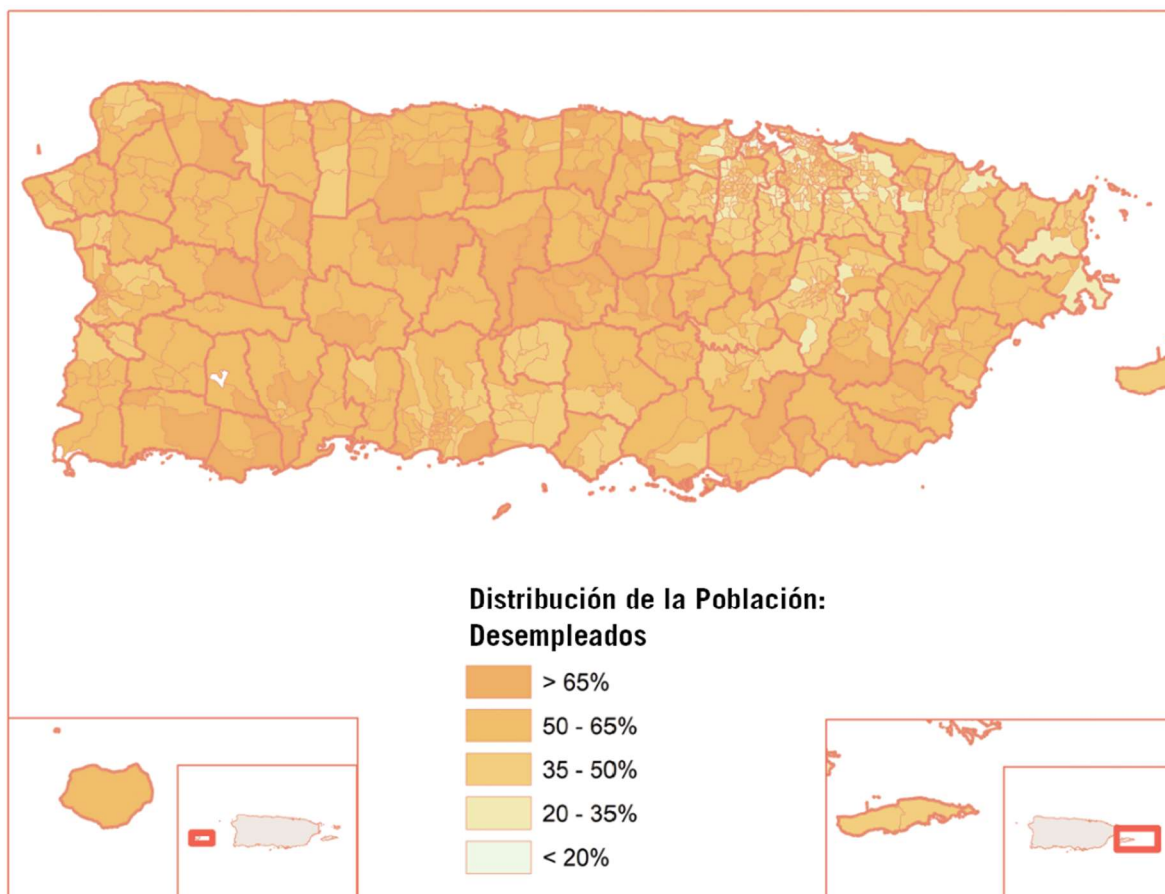 Distribución de la Población:
Desempleados
> 65%
50 - 65%
35 - 50%
20 - 35%
< 20%